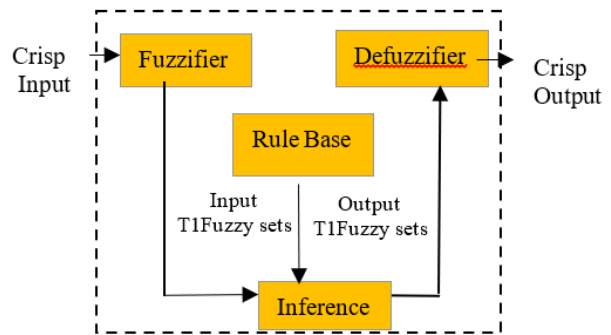 Crisp
Input
Fuzzifier
Defuzzifier
Crisp
Output
Rule Base
Input
T1Fuzzy sets
Output
T1Fuzzy sets
Inference